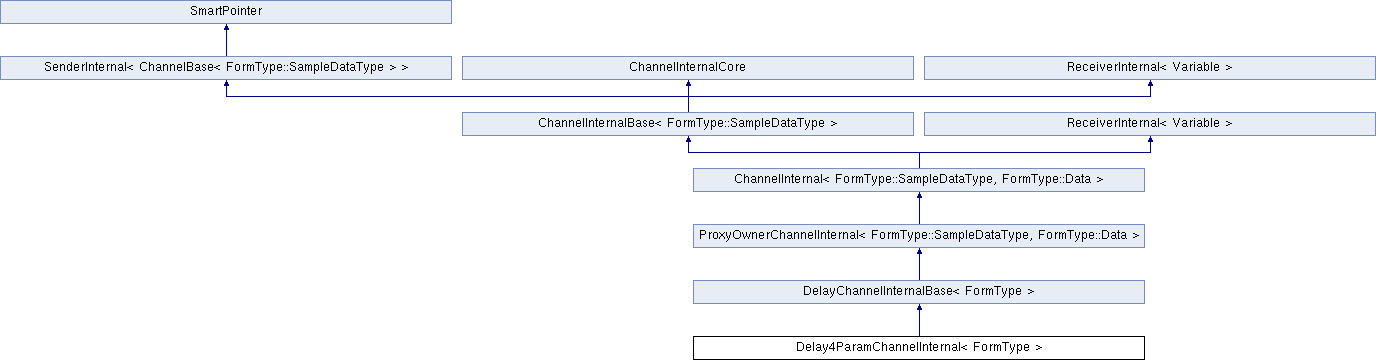 SmartPointer
SenderInternal< ChannelBase< FormType::SampleDataType > >
ChannelInternalCore
ReceiverInternal< Variable >
ChannelInternalBase< FormType::SampleDataType >
ReceiverInternal< Variable >
ChannelInternal< FormType::SampleDataType, FormType::Data >
ProxyOwnerChannelInternal< FormType::SampleDataType, FormType::Data >
DelayChannelInternalBase< FormType >
Delay4ParamChannelInternal< FormType >